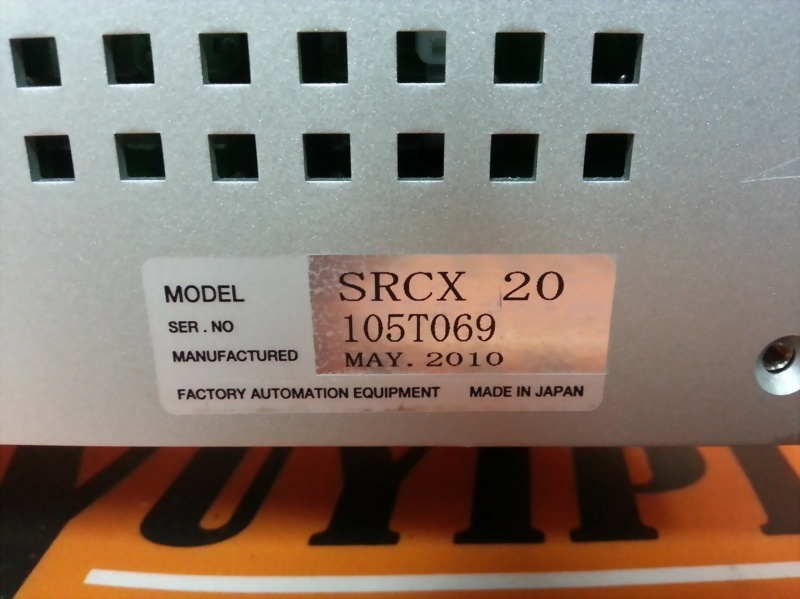 MODEL SRCX 20
SER. NO 105T069
MANUFACTURED MAY. 2010
FACTORY AUTOMATION EQUIPMENT MADE IN JAPAN